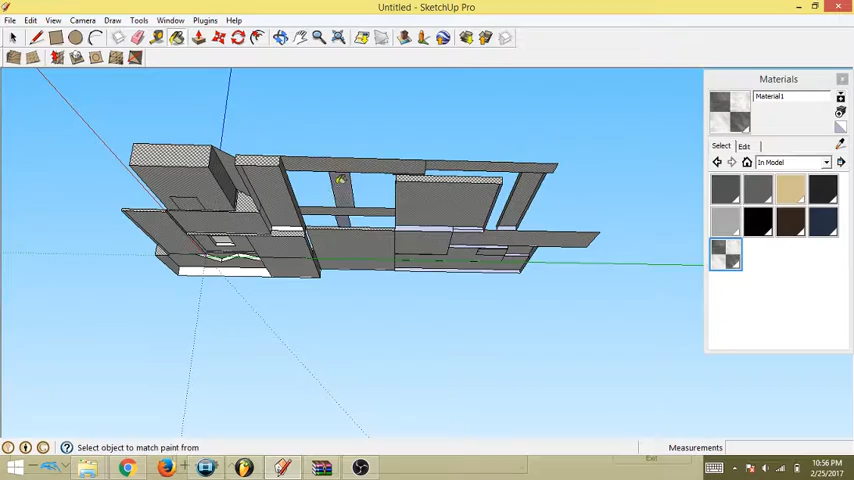 Untitled - SketchUp Pro
File Edit View Camera Draw Tools Window Plugins Help
Materials
Material1
Select Edit
In Model
Select object to match paint from
Measurements
Exit
10:56 PM
2/25/2017